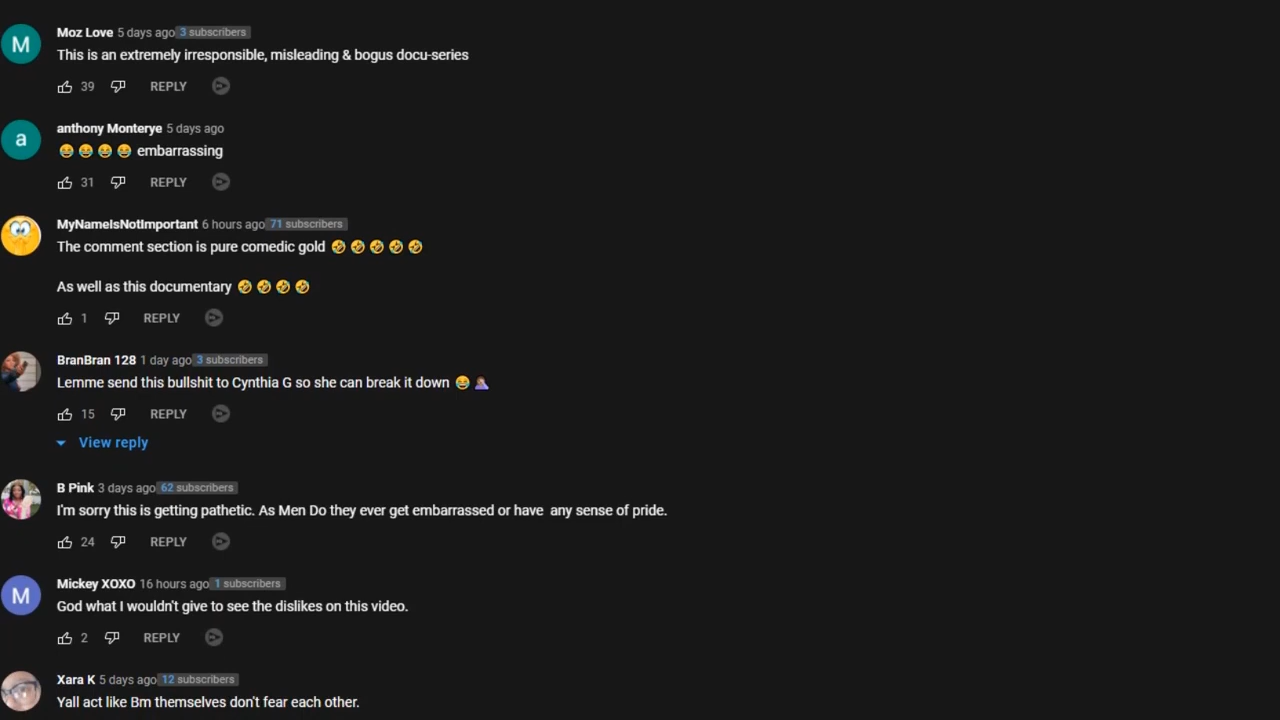 Moz Love 5 days ago 3 subscribers
This is an extremely irresponsible, misleading & bogus docu-series
39 REPLY
anthony Monterye 5 days ago
😂 😂 😂 😂 embarrassing
31 REPLY
MyNameIsNotImportant 6 hours ago 71 subscribers
The comment section is pure comedic gold 🤣 🤣 🤣 🤣 🤣
As well as this documentary 🤣 🤣 🤣 🤣
1 REPLY
BranBran 128 1 day ago 3 subscribers
Lemme send this bullshit to Cynthia G so she can break it down 😂 🤦🏽‍♀️
15 REPLY
View reply
B Pink 3 days ago 62 subscribers
I'm sorry this is getting pathetic. As Men Do they ever get embarrassed or have any sense of pride.
24 REPLY
Mickey XOXO 16 hours ago 1 subscribers
God what I wouldn't give to see the dislikes on this video.
2 REPLY
Xara K 5 days ago 12 subscribers
Yall act like Bm themselves don't fear each other.
M
a
M